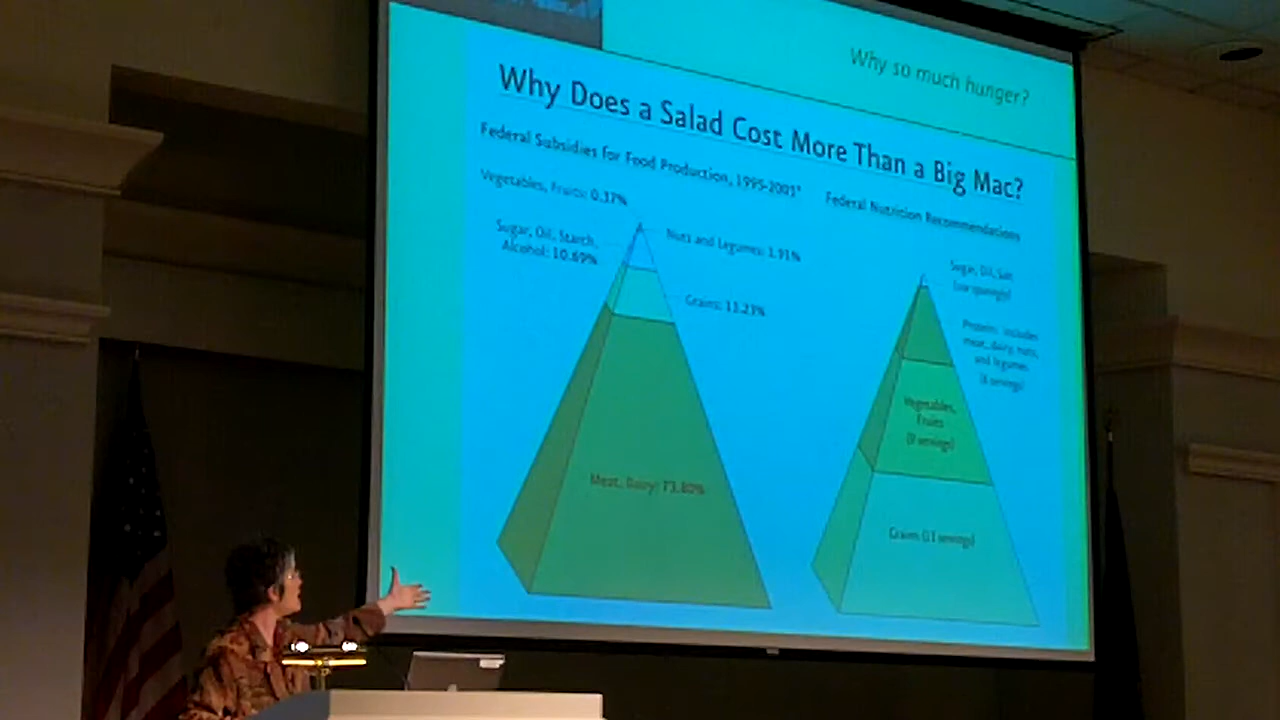 Why so much hunger?
Why Does a Salad Cost More Than a Big Mac?
Federal Subsidies for Food Production, 1995-2005*
Vegetables, Fruits: 0.37%
Sugar, Oil, Starch,
Alcohol: 10.69%
Nuts and Legumes: 1.91%
Grains: 13.23%
Meat, Dairy: 73.80%
Federal Nutrition Recommendations
Sugar, Oil, Salt
(use sparingly)
Protein: includes
meat, dairy, nuts,
and legumes
(6 servings)
Vegetables,
Fruits
(9 servings)
Grains (11 servings)